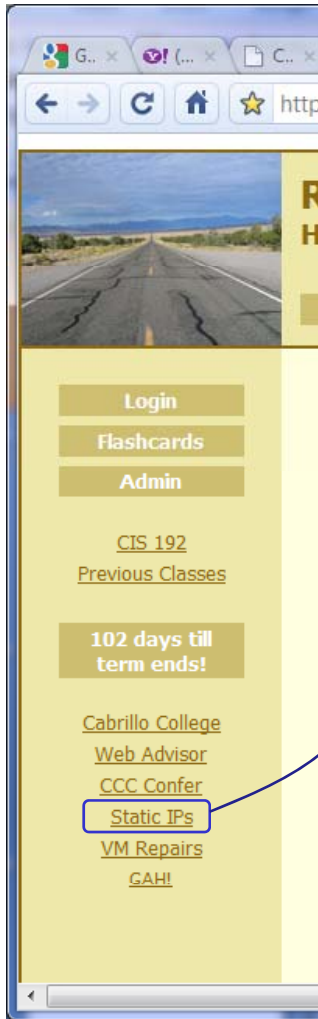 G..
(...
C..
http
R
H
Login
Flashcards
Admin
CIS 192
Previous Classes
102 days till
term ends!
Cabrillo College
Web Advisor
CCC Confer
Static IPs
VM Repairs
GAH!